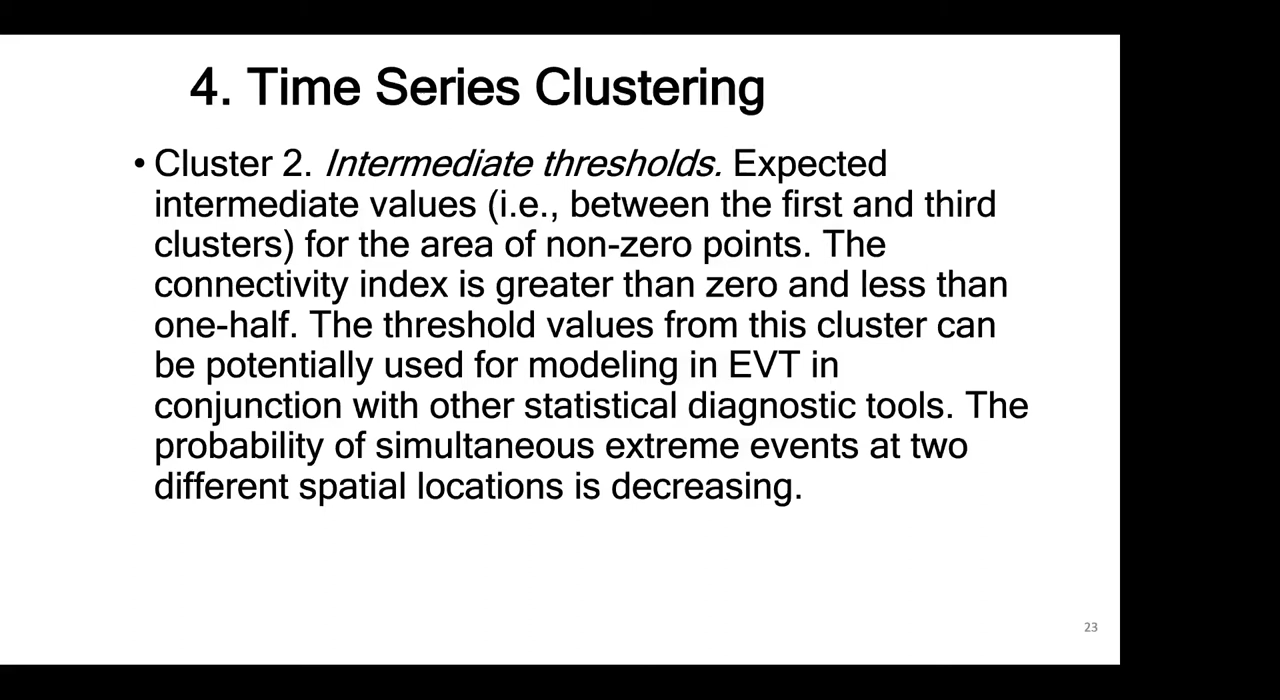 4. Time Series Clustering
• Cluster 2. Intermediate thresholds. Expected
intermediate values (i.e., between the first and third
clusters) for the area of non-zero points. The
connectivity index is greater than zero and less than
one-half. The threshold values from this cluster can
be potentially used for modeling in EVT in
conjunction with other statistical diagnostic tools. The
probability of simultaneous extreme events at two
different spatial locations is decreasing.
23